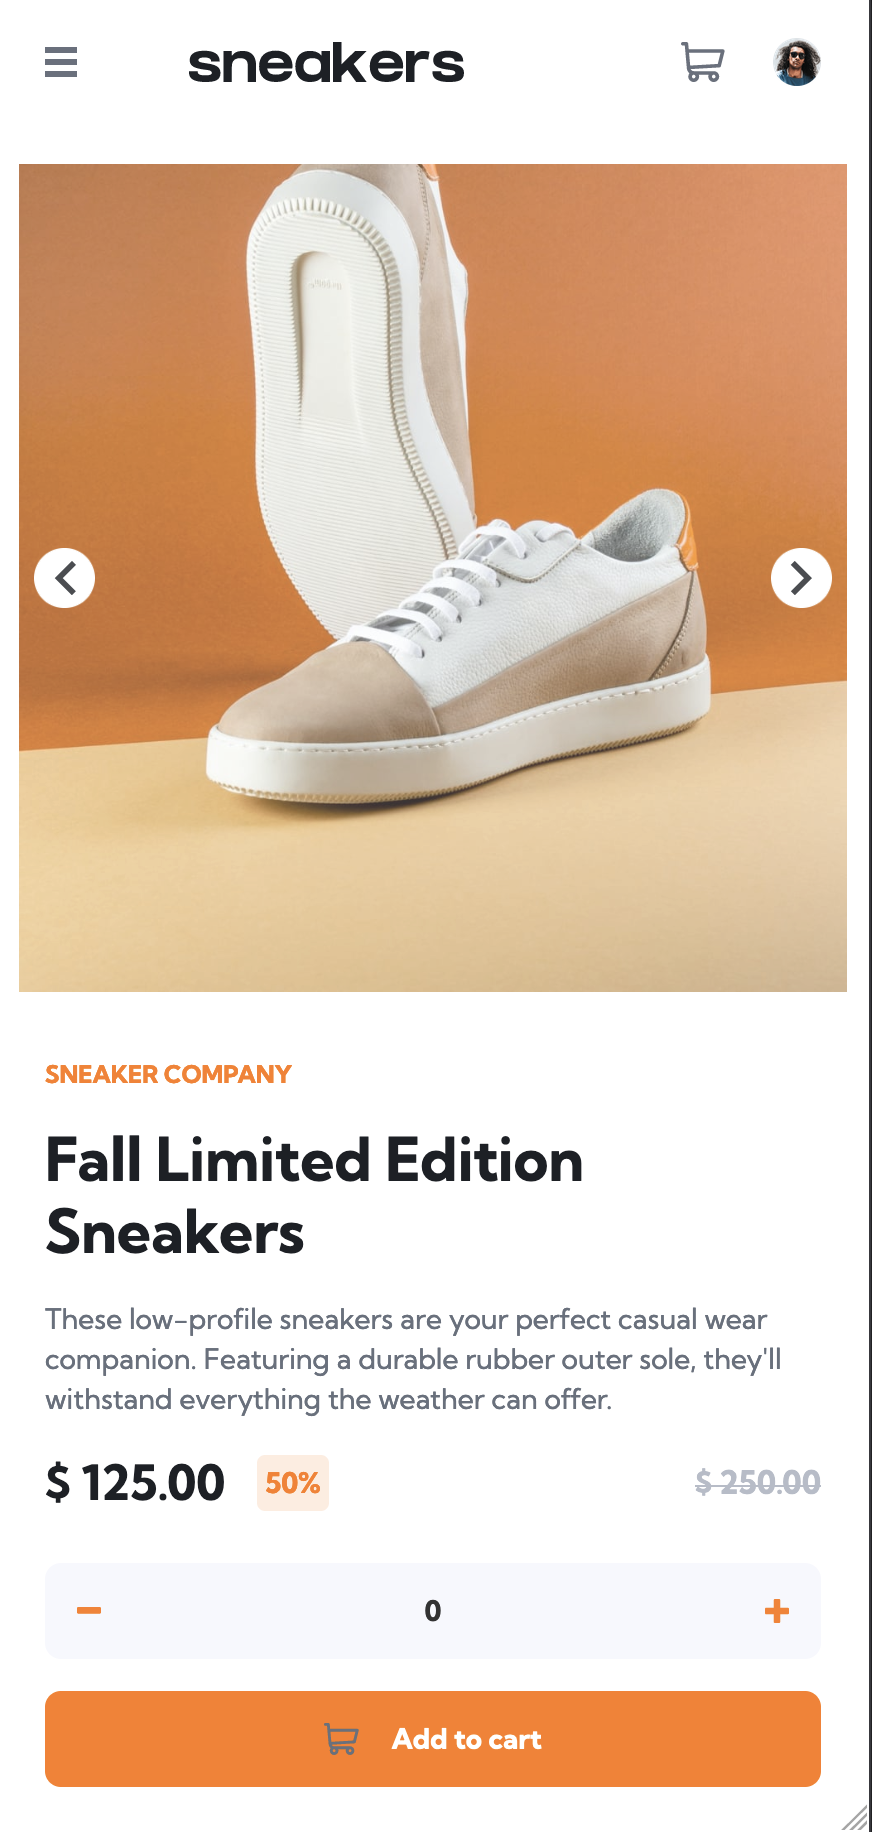 sneakers
SNEAKER COMPANY
Fall Limited Edition
Sneakers
These low-profile sneakers are your perfect casual wear
companion. Featuring a durable rubber outer sole, they'll
withstand everything the weather can offer.
$ 125.00 50% $ 250.00
0
Add to cart